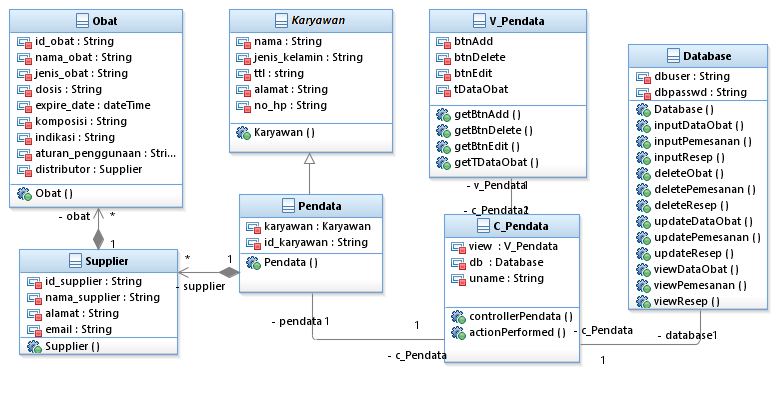 Obat
id_obat : String
nama_obat : String
jenis_obat : String
dosis : String
expire_date : dateTime
komposisi : String
indikasi : String
aturan_penggunaan : Stri...
distributor : Supplier
Obat ()
Karyawan
nama : String
jenis_kelamin : String
ttl : string
alamat : String
no_hp : String
Karyawan ()
V_Pendata
btnAdd
btnDelete
btnEdit
tDataObat
getBtnAdd ()
getBtnDelete ()
getBtnEdit ()
getTDataObat ()
Database
dbuser : String
dbpasswd : String
Database ()
inputDataObat ()
inputPemesanan ()
inputResep ()
deleteObat ()
deletePemesanan ()
deleteResep ()
updateDataObat ()
updatePemesanan ()
updateResep ()
viewDataObat ()
viewPemesanan ()
viewResep ()
- obat
*
1
Supplier
id_supplier : String
nama_supplier : String
alamat : String
email : String
Supplier ()
*
1
- supplier
Pendata
karyawan : Karyawan
id_karyawan : String
Pendata ()
- v_Pendata
1
- c_Pendata
C_Pendata
view : V_Pendata
db : Database
uname : String
controllerPendata ()
actionPerformed ()
- pendata 1
1
- c_Pendata
- c_Pendata
1
- database1